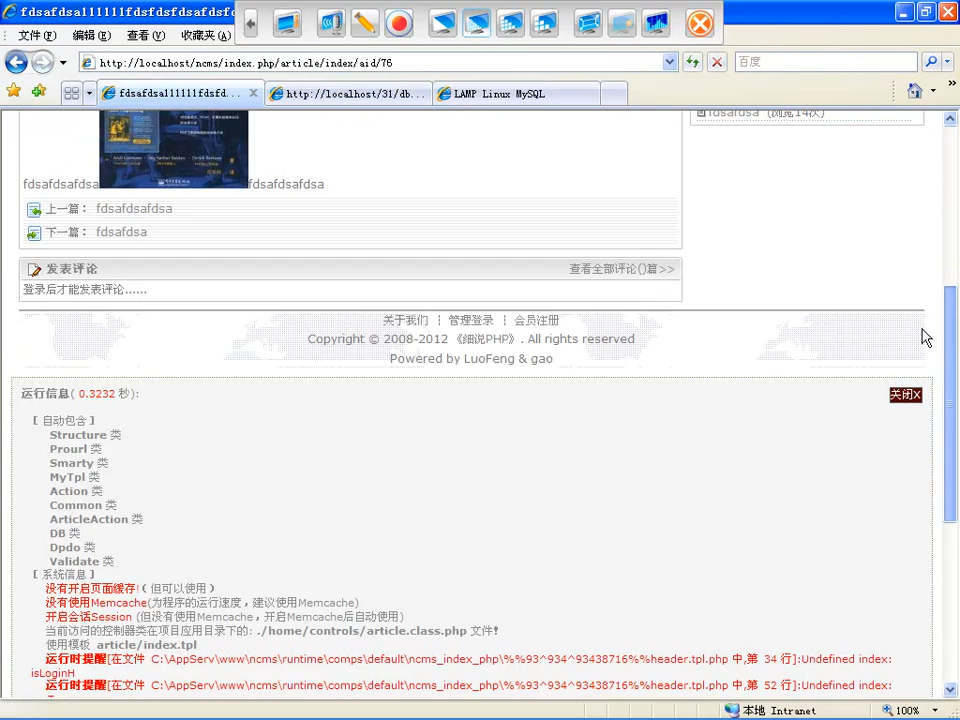 fdsafdsa111111fdsfdsfdsafdsf
文件(F) 编辑(E) 查看(V) 收藏夹(A)
http://localhost/ncms/index.php/article/index/aid/76
百度
fdsafdsa111111fdsfd...
http://localhost/31/db...
LAMP Linux MySQL
fdsafdsa (浏览14次)
fdsafdsafdsa
fdsafdsafdsa
上一篇： fdsafdsafdsa
下一篇： fdsafdsa
发表评论
查看全部评论()篇>>
登录后才能发表评论......
关于我们 ┆ 管理登录 ┆ 会员注册
Copyright © 2008-2012 《细说PHP》. All rights reserved
Powered by LuoFeng & gao
运行信息( 0.3232 秒):
关闭X
[ 自动包含 ]
Structure 类
Prourl 类
Smarty 类
MyTpl 类
Action 类
Common 类
ArticleAction 类
DB 类
Dpdo 类
Validate 类
[ 系统信息 ]
没有开启页面缓存!( 但可以使用 )
没有使用Memcache(为程序的运行速度，建议使用Memcache)
开启会话Session (但没有使用Memcache，开启Memcache后自动使用)
当前访问的控制器类在项目应用目录下的: ./home/controls/article.class.php 文件!
使用模板 article/index.tpl
运行时提醒[在文件 C:\AppServ\www\ncms\runtime\comps\default\ncms_index_php\%%93^934^93438716%%header.tpl.php 中,第 34 行]:Undefined index:
isLoginH
运行时提醒[在文件 C:\AppServ\www\ncms\runtime\comps\default\ncms_index_php\%%93^934^93438716%%header.tpl.php 中,第 52 行]:Undefined index:
本地 Intranet
100%